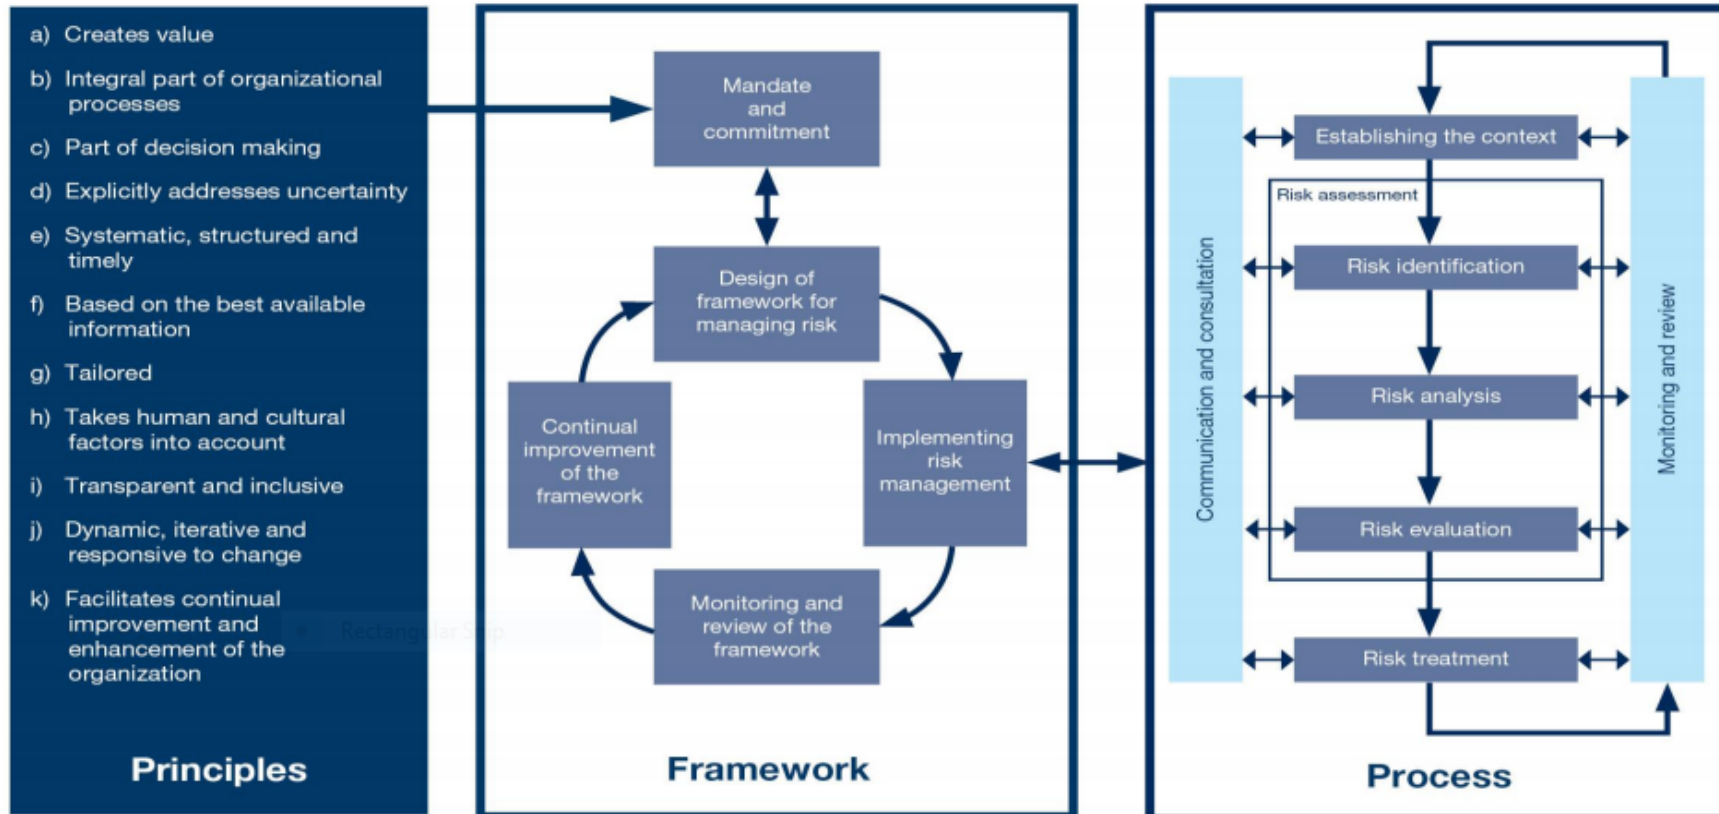 a) Creates value
b) Integral part of organizational
processes
c) Part of decision making
d) Explicitly addresses uncertainty
e) Systematic, structured and
timely
f) Based on the best available
information
g) Tailored
h) Takes human and cultural
factors into account
i) Transparent and inclusive
j) Dynamic, iterative and
responsive to change
k) Facilitates continual
improvement and
enhancement of the
organization
Rectangular Snip
Principles
Mandate
and
commitment
Design of
framework for
managing risk
Implementing
risk
management
Monitoring and
review of the
framework
Continual
improvement
of the
framework
Framework
Communication and consultation
Establishing the context
Risk assessment
Risk identification
Risk analysis
Risk evaluation
Risk treatment
Monitoring and review
Process